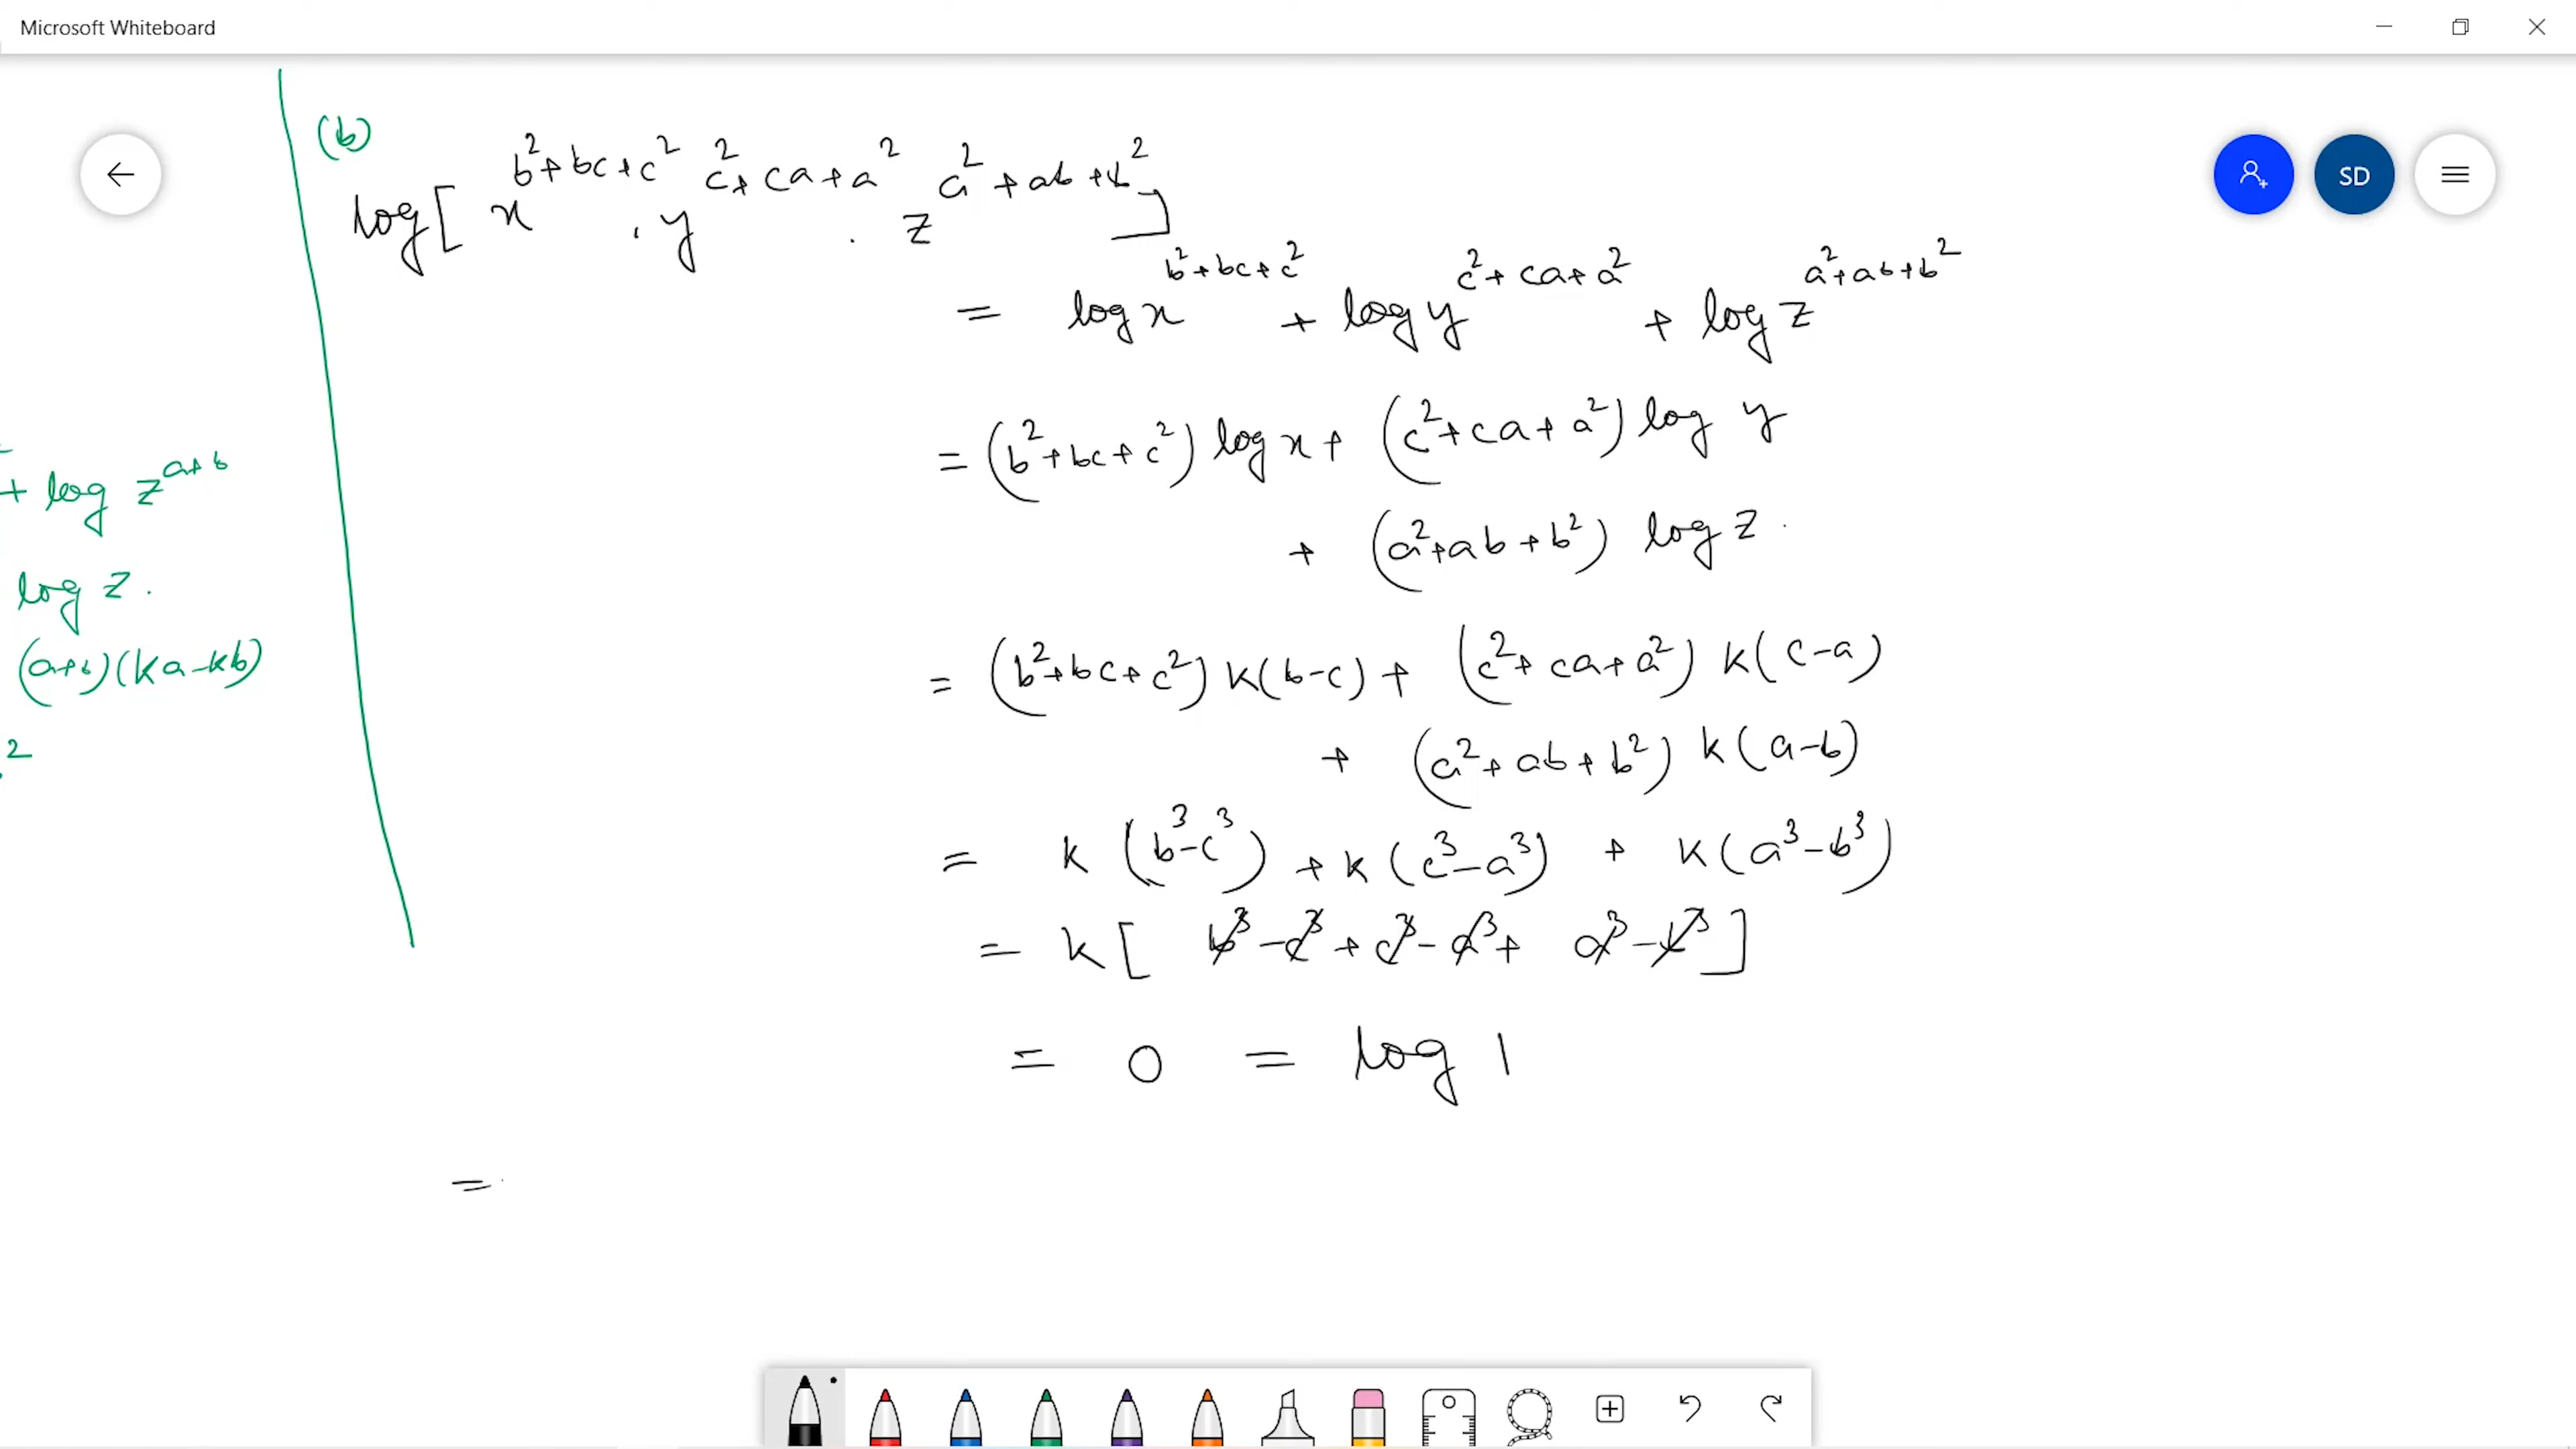 Microsoft Whiteboard
SD
(b)
log[ x^(b²+bc+c²) . y^(c²+ca+a²) . z^(a²+ab+b²) ]
= log x^(b²+bc+c²) + log y^(c²+ca+a²) + log z^(a²+ab+b²)
= (b²+bc+c²) log x + (c²+ca+a²) log y
+ (a²+ab+b²) log z .
= (b²+bc+c²) k(b-c) + (c²+ca+a²) k(c-a)
+ (a²+ab+b²) k(a-b)
= k (b³-c³) + k(c³-a³) + k(a³-b³)
= k[ b³-c³+c³-a³+ a³-b³ ]
= 0 = log 1
=
+ log z^(a+b)
log z .
(a+b)(ka-kb)
2